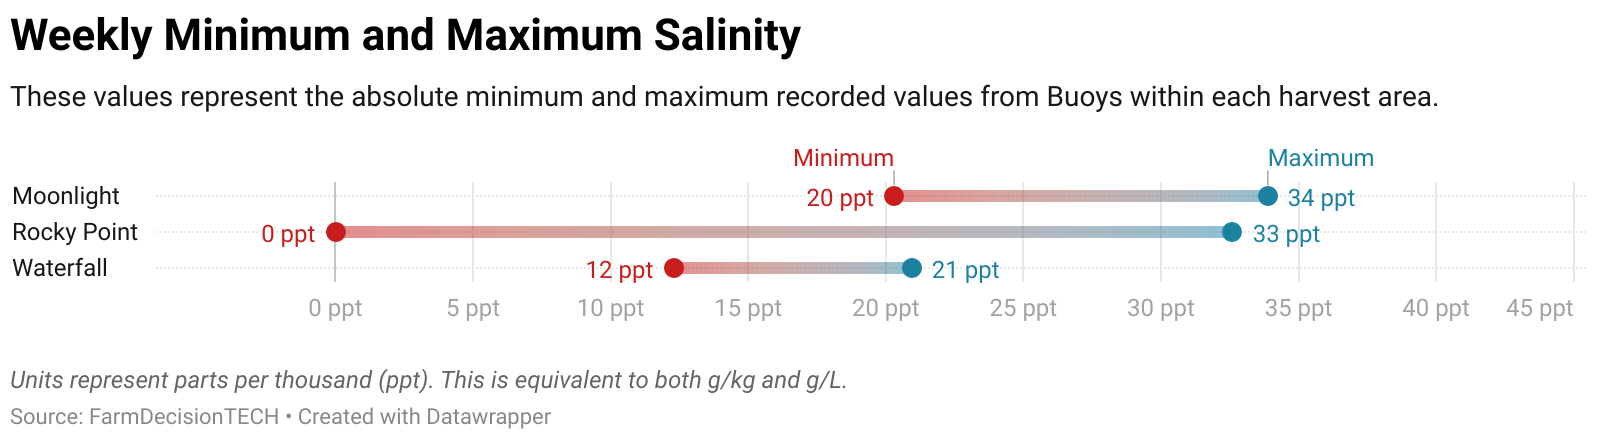 Weekly Minimum and Maximum Salinity
These values represent the absolute minimum and maximum recorded values from Buoys within each harvest area.
Minimum Maximum
Moonlight 20 ppt 34 ppt
Rocky Point 0 ppt 33 ppt
Waterfall 12 ppt 21 ppt
0 ppt 5 ppt 10 ppt 15 ppt 20 ppt 25 ppt 30 ppt 35 ppt 40 ppt 45 ppt
Units represent parts per thousand (ppt). This is equivalent to both g/kg and g/L.
Source: FarmDecisionTECH • Created with Datawrapper